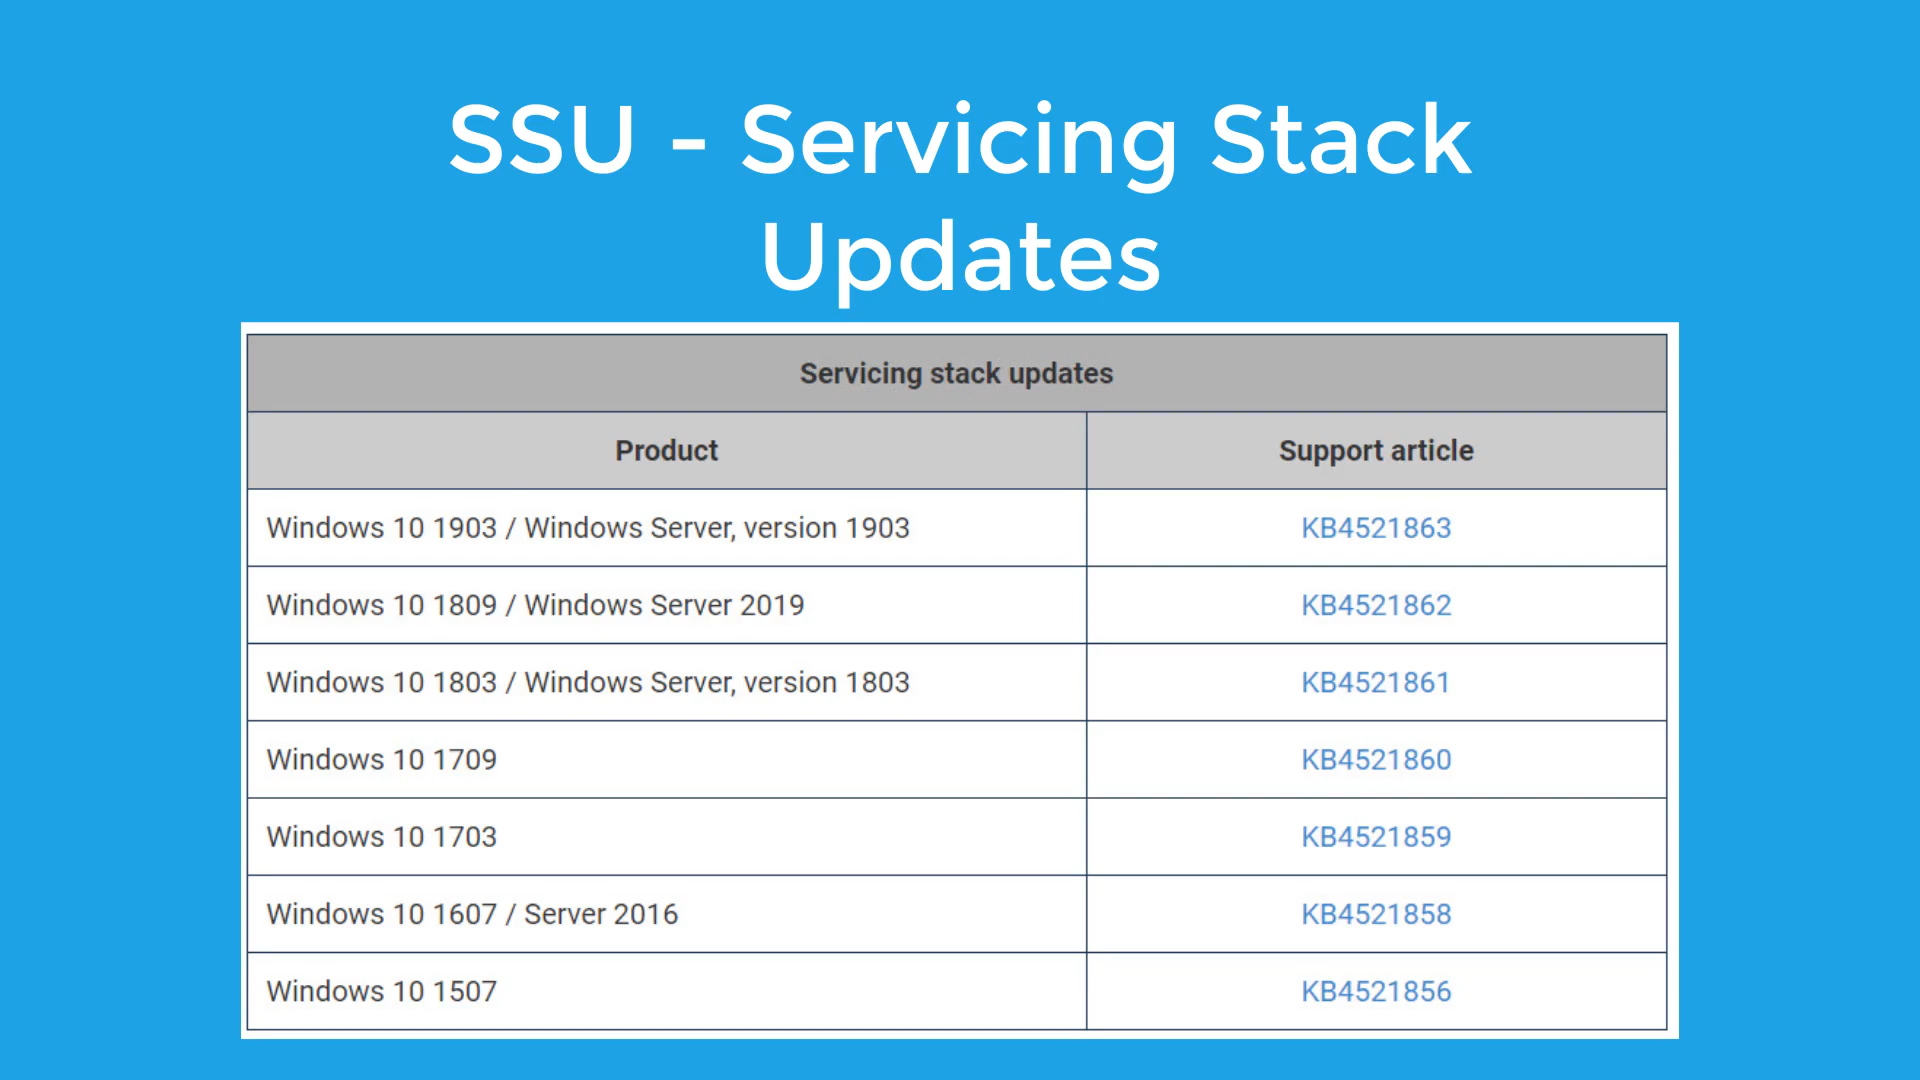 SSU - Servicing Stack
Updates
Servicing stack updates
Product Support article
Windows 10 1903 / Windows Server, version 1903 KB4521863
Windows 10 1809 / Windows Server 2019 KB4521862
Windows 10 1803 / Windows Server, version 1803 KB4521861
Windows 10 1709 KB4521860
Windows 10 1703 KB4521859
Windows 10 1607 / Server 2016 KB4521858
Windows 10 1507 KB4521856